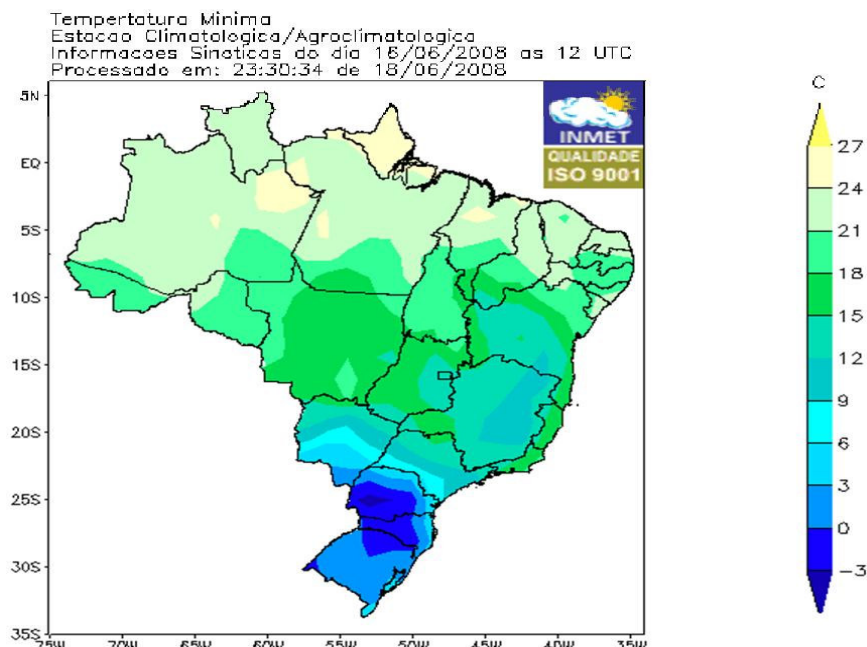 Tempertatura Minima
Estacao Climatologica/Agroclimatologica
Informacoes Sinoticas do dia 16/06/2008 as 12 UTC
Processado em: 23:30:34 de 18/06/2008
C
5N
EQ
5S
10S
15S
20S
25S
30S
35S
75W 70W 65W 60W 55W 50W 45W 40W 35W
INMET
QUALIDADE
ISO 9001
27
24
21
18
15
12
9
6
3
0
−3